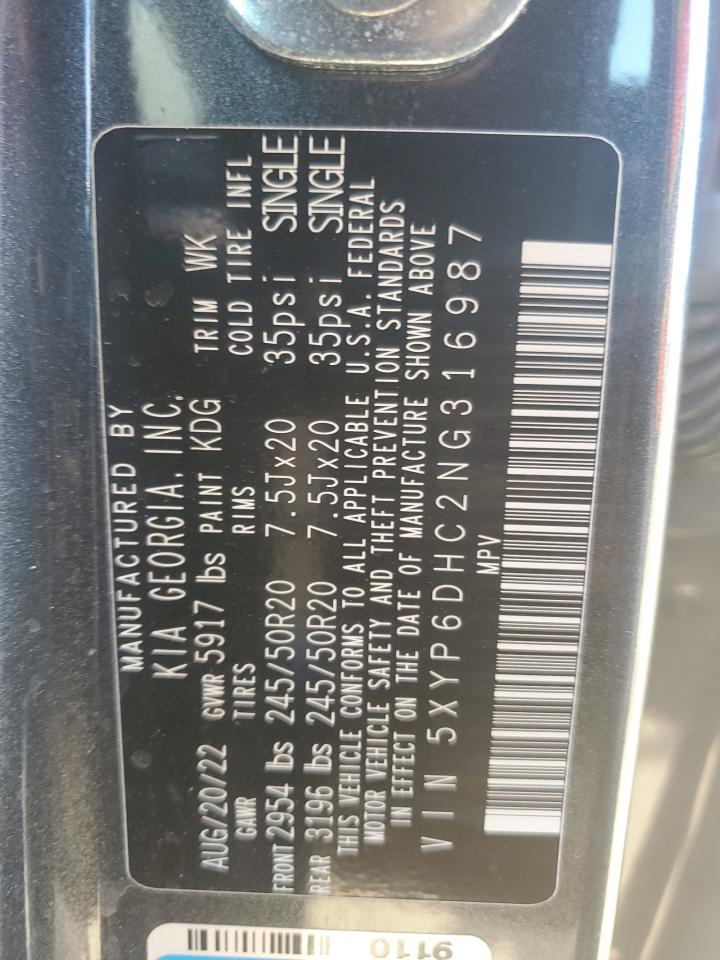 MANUFACTURED BY
KIA GEORGIA, INC.
AUG/20/22 GVWR 5917 lbs PAINT KDG TRIM WK
GAWR TIRES RIMS COLD TIRE INFL
FRONT 2954 lbs 245/50R20 7.5Jx20 35psi SINGLE
REAR 3196 lbs 245/50R20 7.5Jx20 35psi SINGLE
THIS VEHICLE CONFORMS TO ALL APPLICABLE U.S.A. FEDERAL
MOTOR VEHICLE SAFETY AND THEFT PREVENTION STANDARDS
IN EFFECT ON THE DATE OF MANUFACTURE SHOWN ABOVE
VIN 5XYP6DHC2NG316987
MPV
9110